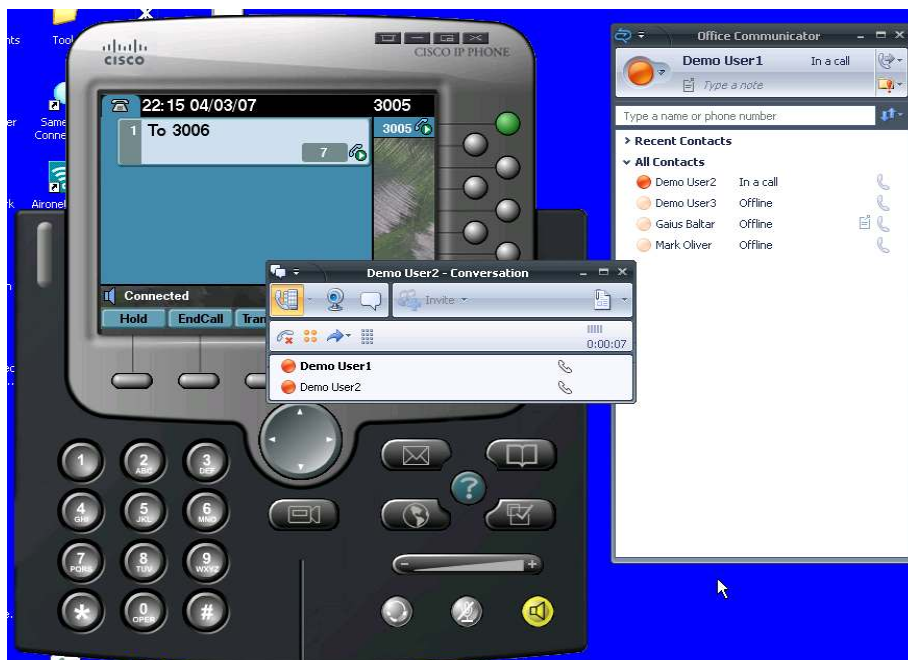 nts
Tool
er
Same
Conne
Airone
ec
CISCO
CISCO IP PHONE
22:15 04/03/07
3005
1 To 3006
7
3005
Connected
Hold
EndCall
Tran
1
2
ABC
3
DEF
4
GHI
5
JKL
6
MNO
7
PQRS
8
TUV
9
WXYZ
*
0
OPER
#
?
-
+
Demo User2 - Conversation
Invite
0:00:07
Demo User1
Demo User2
Office Communicator
Demo User1
In a call
Type a note
Type a name or phone number
Recent Contacts
All Contacts
Demo User2 In a call
Demo User3 Offline
Gaius Baltar Offline
Mark Oliver Offline